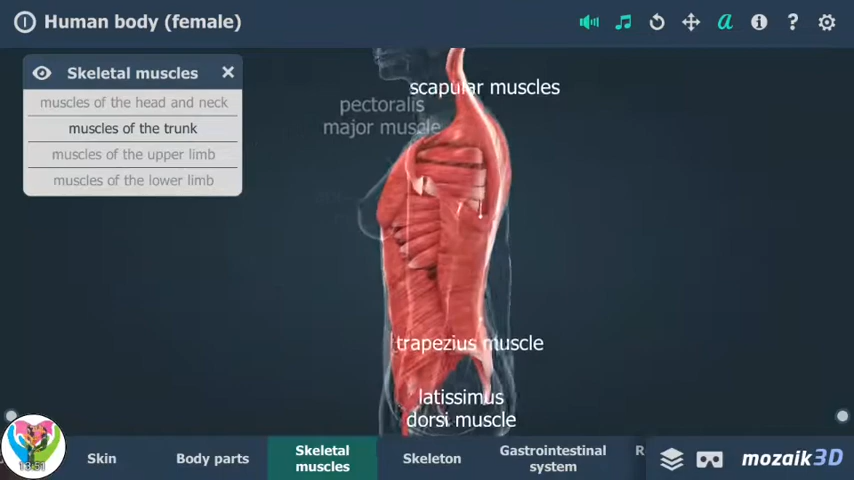 Human body (female)
a
i
?
Skeletal muscles
muscles of the head and neck
muscles of the trunk
muscles of the upper limb
muscles of the lower limb
scapular muscles
pectoralis
major muscle
trapezius muscle
latissimus
dorsi muscle
Skin
Body parts
Skeletal
muscles
Skeleton
Gastrointestinal
system
R
mozaik3D